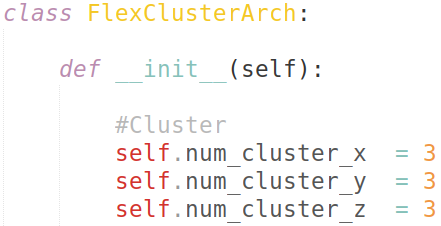 class FlexClusterArch:
def __init__(self):
#Cluster
self.num_cluster_x = 3
self.num_cluster_y = 3
self.num_cluster_z = 3